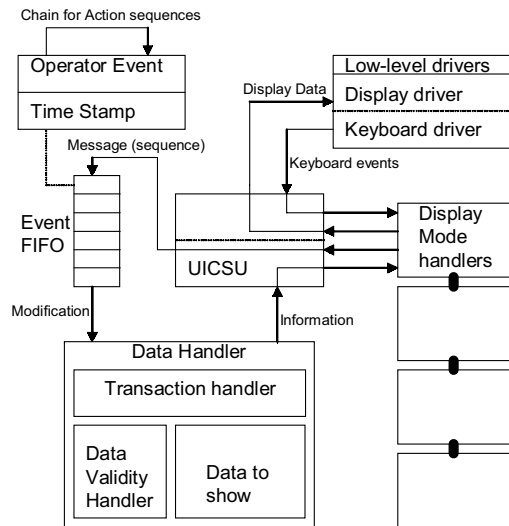 Chain for Action sequences
Operator Event
Time Stamp
Low-level drivers
Display driver
Keyboard driver
Display Data
Message (sequence)
Keyboard events
Event
FIFO
UICSU
Display
Mode
handlers
Modification
Information
Data Handler
Transaction handler
Data
Validity
Handler
Data to
show